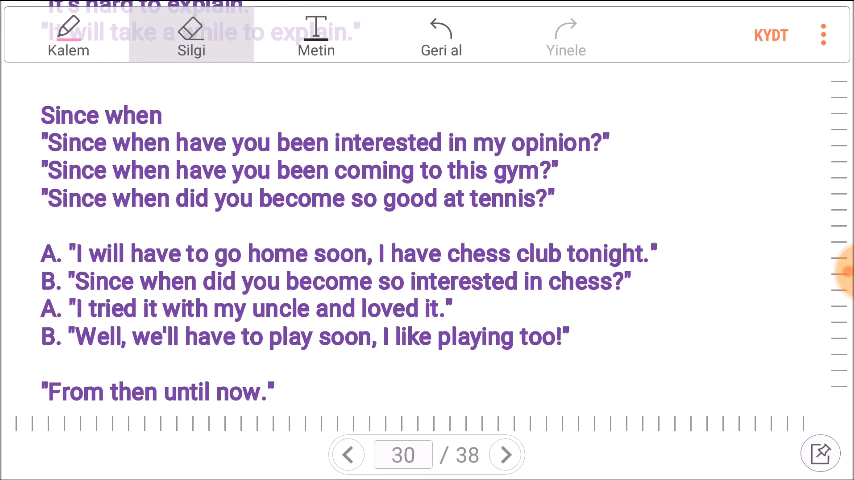 "It's hard to explain."
"It will take a while to explain."
Kalem
Silgi
Metin
Geri al
Yinele
KYDT
Since when
"Since when have you been interested in my opinion?"
"Since when have you been coming to this gym?"
"Since when did you become so good at tennis?"
A. "I will have to go home soon, I have chess club tonight."
B. "Since when did you become so interested in chess?"
A. "I tried it with my uncle and loved it."
B. "Well, we'll have to play soon, I like playing too!"
"From then until now."
30 / 38